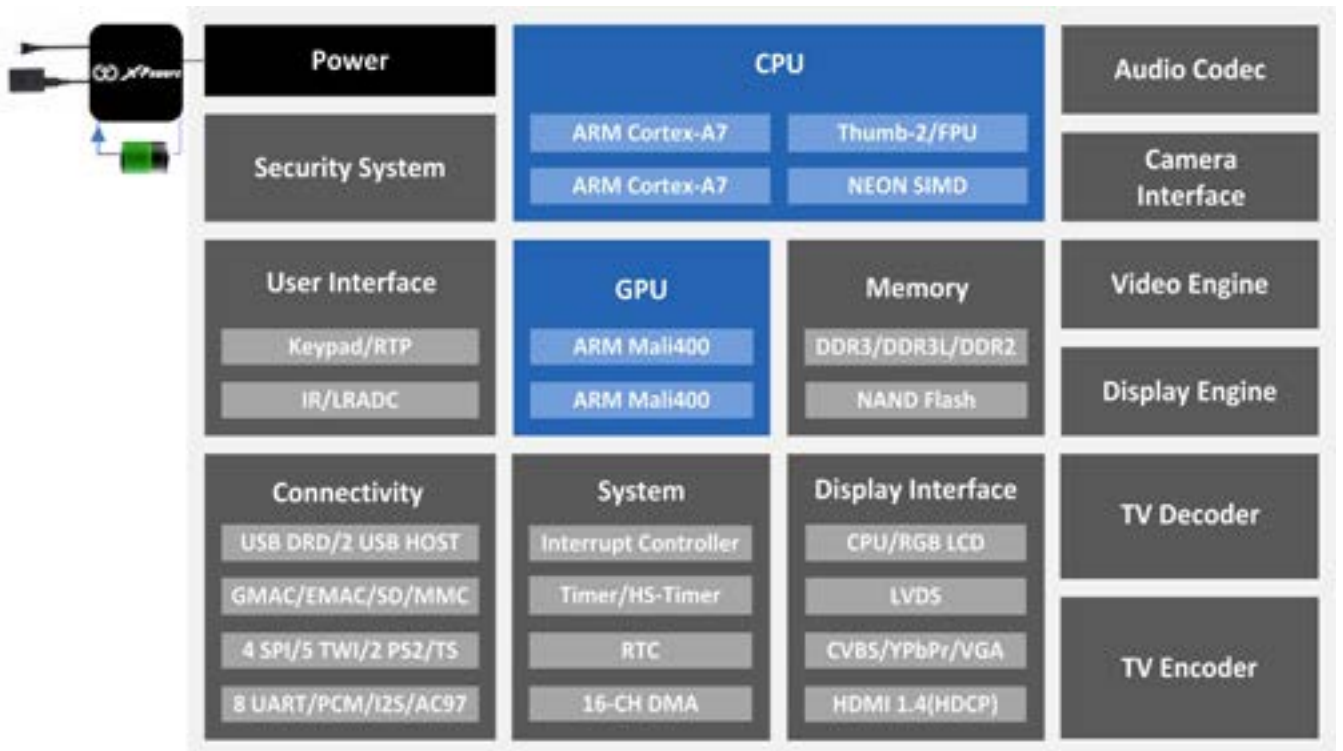 XPowers
Power
CPU
ARM Cortex-A7
Thumb-2/FPU
ARM Cortex-A7
NEON SIMD
Audio Codec
Security System
Camera
Interface
User Interface
Keypad/RTP
IR/LRADC
GPU
ARM Mali400
ARM Mali400
Memory
DDR3/DDR3L/DDR2
NAND Flash
Video Engine
Display Engine
Connectivity
USB DRD/2 USB HOST
GMAC/EMAC/SD/MMC
4 SPI/5 TWI/2 PS2/TS
8 UART/PCM/I2S/AC97
System
Interrupt Controller
Timer/HS-Timer
RTC
16-CH DMA
Display Interface
CPU/RGB LCD
LVDS
CVBS/YPbPr/VGA
HDMI 1.4(HDCP)
TV Decoder
TV Encoder